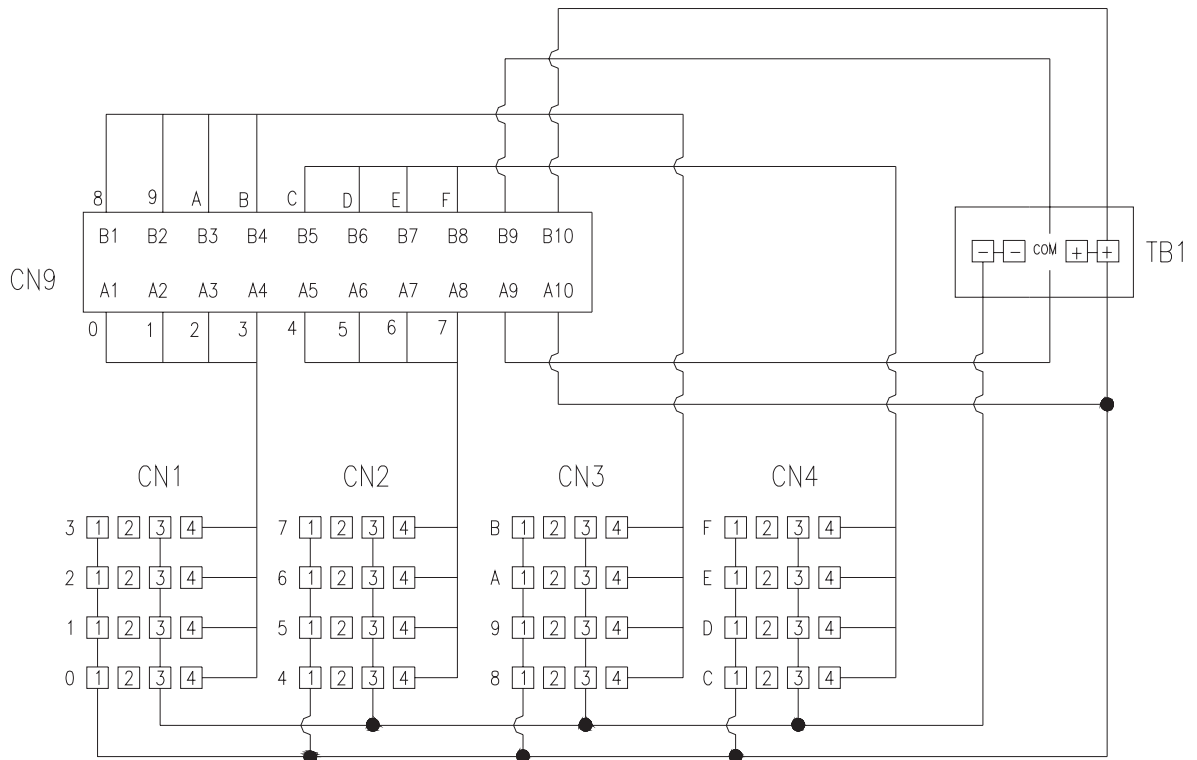 8 9 A B C D E F
B1 B2 B3 B4 B5 B6 B7 B8 B9 B10
- - COM + + TB1
CN9
A1 A2 A3 A4 A5 A6 A7 A8 A9 A10
0 1 2 3 4 5 6 7
CN1 CN2 CN3 CN4
3 1 2 3 4 7 1 2 3 4 B 1 2 3 4 F 1 2 3 4
2 1 2 3 4 6 1 2 3 4 A 1 2 3 4 E 1 2 3 4
1 1 2 3 4 5 1 2 3 4 9 1 2 3 4 D 1 2 3 4
0 1 2 3 4 4 1 2 3 4 8 1 2 3 4 C 1 2 3 4